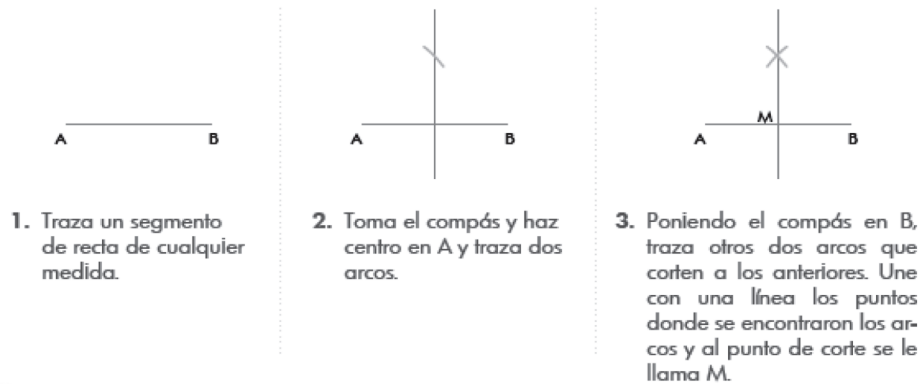 A B
A B
M
A B
1. Traza un segmento
de recta de cualquier
medida.
2. Toma el compás y haz
centro en A y traza dos
arcos.
3. Poniendo el compás en B,
traza otros dos arcos que
corten a los anteriores. Une
con una línea los puntos
donde se encontraron los ar-
cos y al punto de corte se le
llama M.